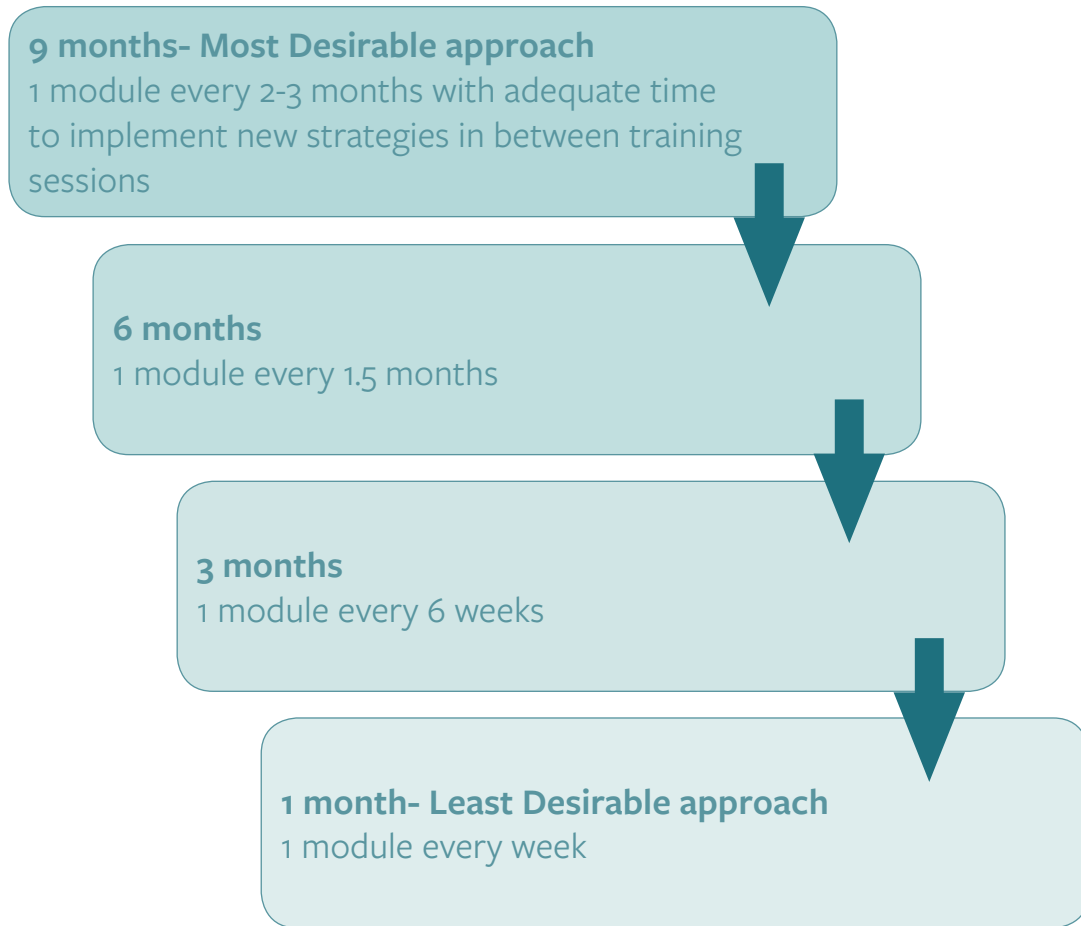 9 months- Most Desirable approach
1 module every 2-3 months with adequate time
to implement new strategies in between training
sessions
6 months
1 module every 1.5 months
3 months
1 module every 6 weeks
1 month- Least Desirable approach
1 module every week